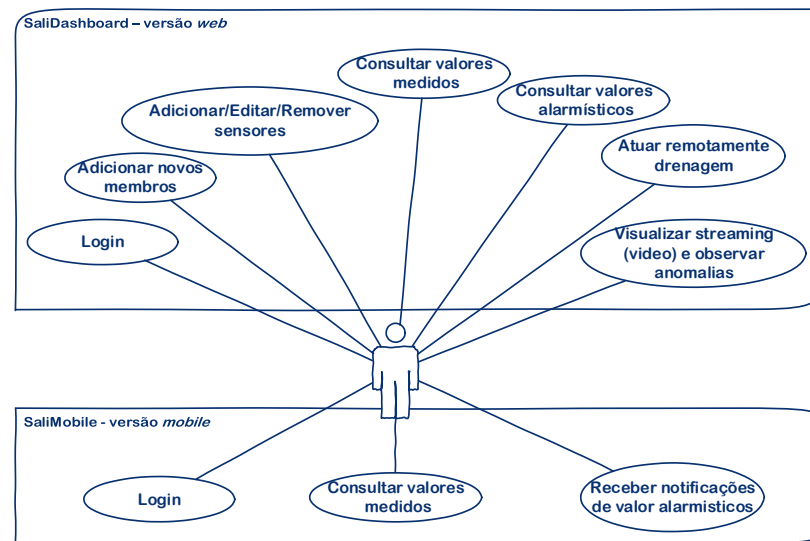 SaliDashboard – versão web
Consultar valores
medidos
Consultar valores
alarmísticos
Adicionar/Editar/Remover
sensores
Atuar remotamente
drenagem
Adicionar novos
membros
Login
Visualizar streaming
(video) e observar
anomalias
SaliMobile - versão mobile
Login
Consultar valores
medidos
Receber notificações
de valor alarmisticos